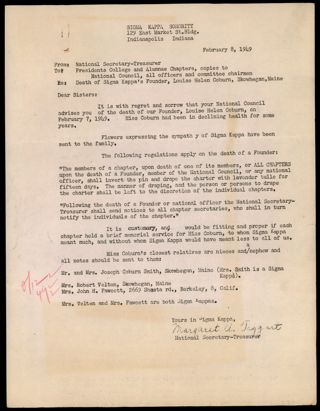 SIGMA KAPPA SORORITY
129 East Market St.Bldg.
Indianapolis Indiana
February 8, 1949
From: National Secretary-Treasurer
To: Presidents College and Alumnae Chapters, copies to
National Council, all officers and committee chairmen
Re: Death of Sigma Kappa's Founder, Louise Helen Coburn, Skowhegan, Maine
Dear Sisters:
It is with regret and sorrow that your National Council
advises you of the death of our Founder, Louise Helen Coburn, on
February 7, 1949. Miss Coburn had been in declining health for some
years.
Flowers expressing the sympathy of Sigma Kappa have been
sent to the family.
The following regulations apply on the death of a Founder:
"The members of a chapter, upon death of one of its members, or ALL CHAPTERS
upon the death of a Founder, member of the National Council, or any national
officer, shall invert the pin and drape the charter with lavender tulle for
fifteen days. The manner of draping, and the person or persons to drape
the charter shall be left to the discretion of the individual chapters.
"Following the death of a Founder or national officer the National Secretary-
Treasurer shall send notices to all chapter secretaries, who shall in turn
notify the individuals of the chapter."
It is customary, and would be fitting and proper if each
chapter held a brief memorial service for Miss Coburn, to whom Sigma Kappa
meant much, and without whom Sigma Kappa would have meant less to all of us.
Miss Coburn's closest relatives are nieces and/nephew and
all notes should be sent to them:
Mr. and Mrs. Joseph Coburn Smith, Skowhegan, Maine (Mrs. Smith is a Sigma
Kappa).
Mrs. Robert Velten, Skowhegan, Maine
Mrs. John H. Fawcett, 2669 Shasta rd., Berkeley, 8, Calif.
Mrs. Velten and Mrs. Fawcett are both Sigma Kappas.
Yours in Sigma Kappa,
Margaret A. Taggart
National Secretary-Treasurer